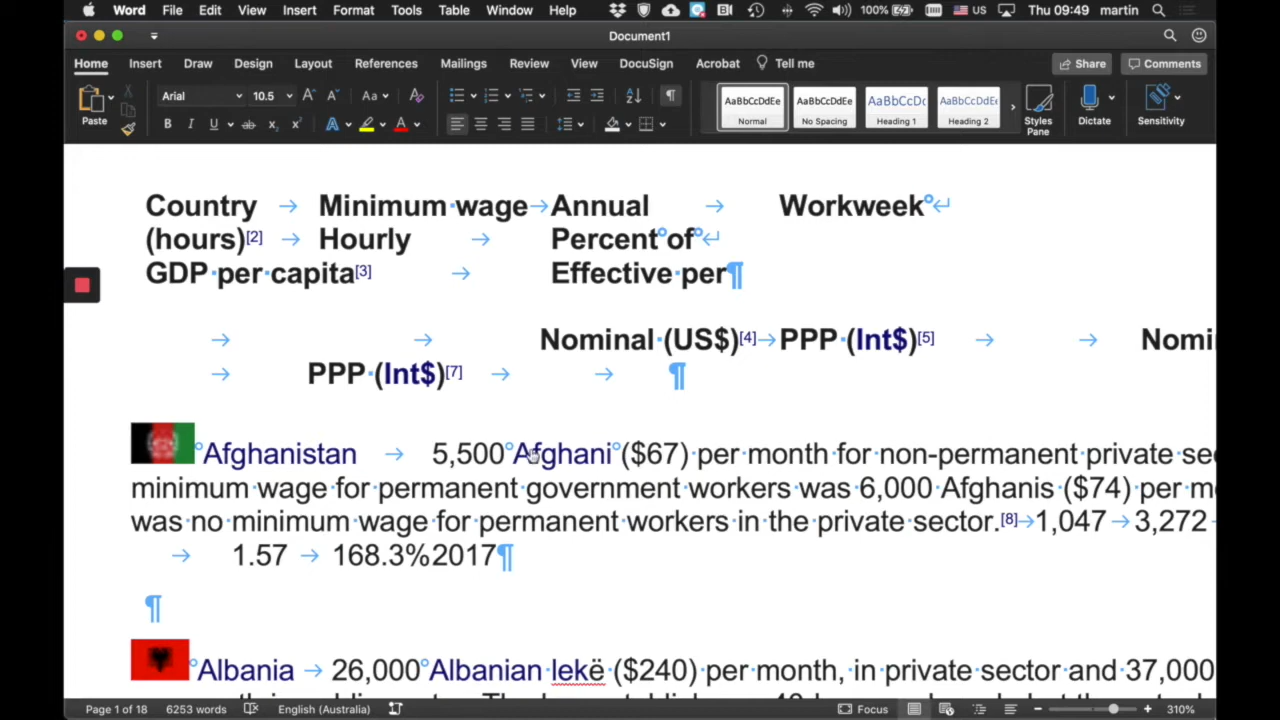 Word File Edit View Insert Format Tools Table Window Help 100% US Thu 09:49 martin
Document1
Home Insert Draw Design Layout References Mailings Review View DocuSign Acrobat Tell me Share Comments
Paste Arial 10.5 Aa AaBbCcDdEe Normal AaBbCcDdEe No Spacing AaBbCcDc Heading 1 AaBbCcDdEe Heading 2 Styles Pane Dictate Sensitivity
B I U abc x₂ x² A A
Country → Minimum·wage→Annual → Workweek°↵
(hours)[2] → Hourly → Percent°of°↵
GDP·per·capita[3] → Effective·per¶
→ → Nominal·(US$)[4]→PPP·(Int$)[5] → → Nomi
→ PPP·(Int$)[7] → → ¶
°Afghanistan → 5,500°Afghani°($67)·per·month·for·non-permanent·private·se
minimum·wage·for·permanent·government·workers·was·6,000·Afghanis·($74)·per·m
was·no·minimum·wage·for·permanent·workers·in·the·private·sector.[8]→1,047→3,272
→ 1.57 → 168.3%2017¶
¶
°Albania → 26,000°Albanian·lekë·($240)·per·month,·in·private·sector·and·37,000
Page 1 of 18 6253 words English (Australia) Focus 310%